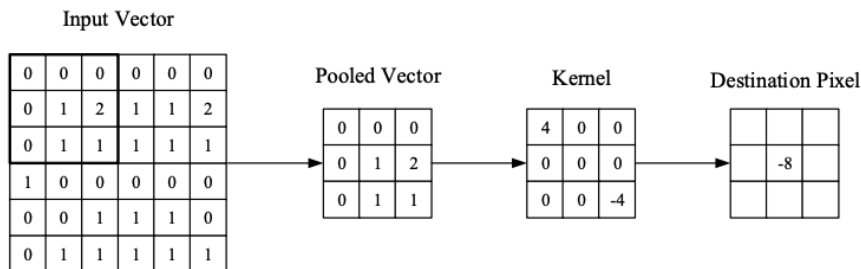 Input Vector
Pooled Vector
Kernel
Destination Pixel
0 0 0 0 0 0
0 1 2 1 1 2
0 1 1 1 1 1
1 0 0 0 0 0
0 0 1 1 1 0
0 1 1 1 1 1
0 0 0
0 1 2
0 1 1
4 0 0
0 0 0
0 0 -4
-8